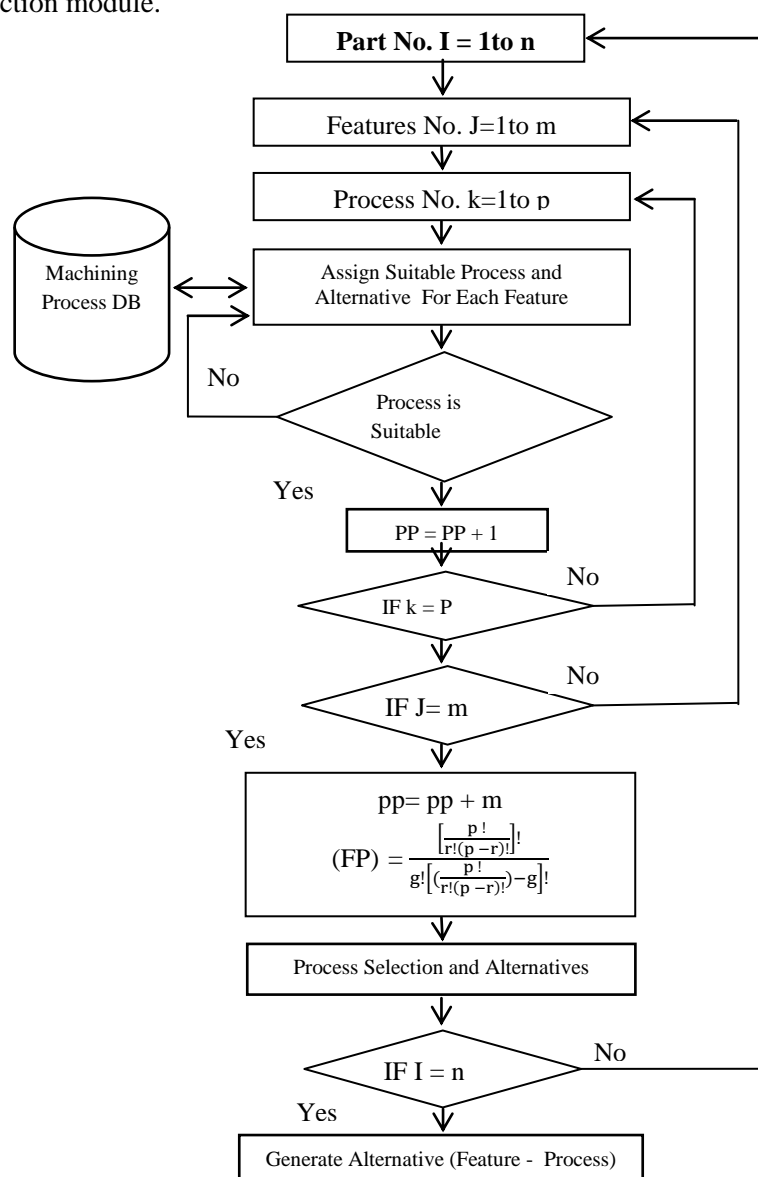 ction module.
Part No. I = 1to n
Features No. J=1to m
Process No. k=1to p
Machining
Process DB
Assign Suitable Process and
Alternative For Each Feature
No
Process is
Suitable
Yes
PP = PP + 1
No
IF k = P
No
IF J= m
Yes
pp= pp + m
(FP) = [p ! / r!(p −r)!]! / g![(p ! / r!(p −r)!)−g]!
Process Selection and Alternatives
No
IF I = n
Yes
Generate Alternative (Feature - Process)